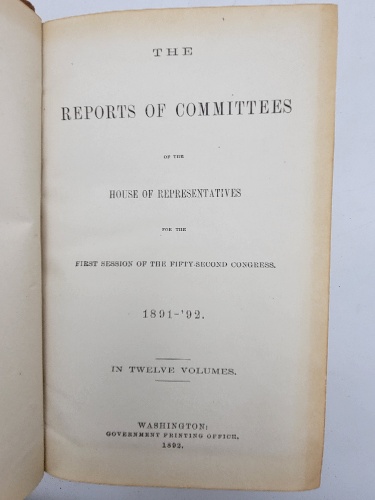 THE
REPORTS OF COMMITTEES
OF THE
HOUSE OF REPRESENTATIVES
FOR THE
FIRST SESSION OF THE FIFTY-SECOND CONGRESS.
1891-'92.
IN TWELVE VOLUMES.
WASHINGTON:
GOVERNMENT PRINTING OFFICE,
1892.